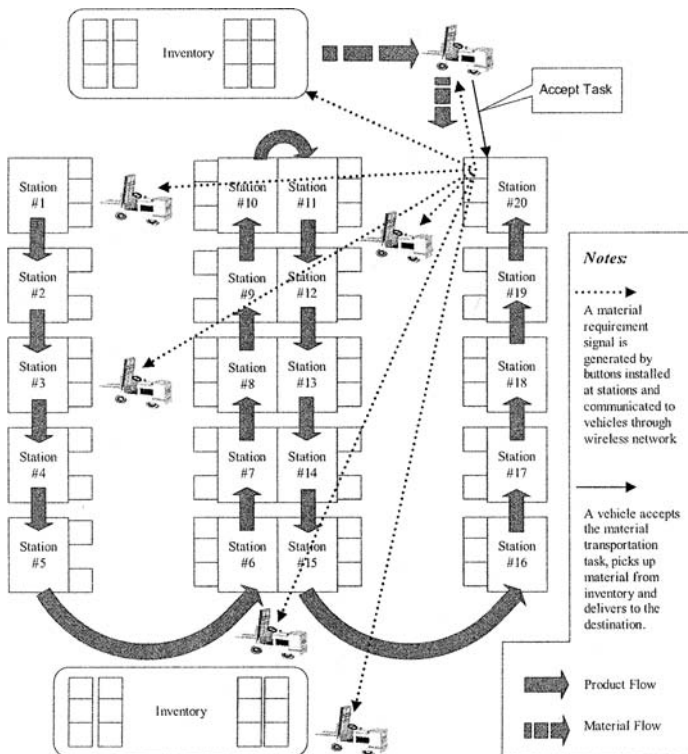 Inventory
Accept Task
Station
#1
Station
#2
Station
#3
Station
#4
Station
#5
Station
#10
Station
#9
Station
#8
Station
#7
Station
#6
Station
#11
Station
#12
Station
#13
Station
#14
Station
#15
Station
#20
Station
#19
Station
#18
Station
#17
Station
#16
Inventory
Notes:
A material
requirement
signal is
generated by
buttons installed
at stations and
communicated to
vehicles through
wireless network
A vehicle accepts
the material
transportation
task, picks up
material from
inventory and
delivers to the
destination.
Product Flow
Material Flow